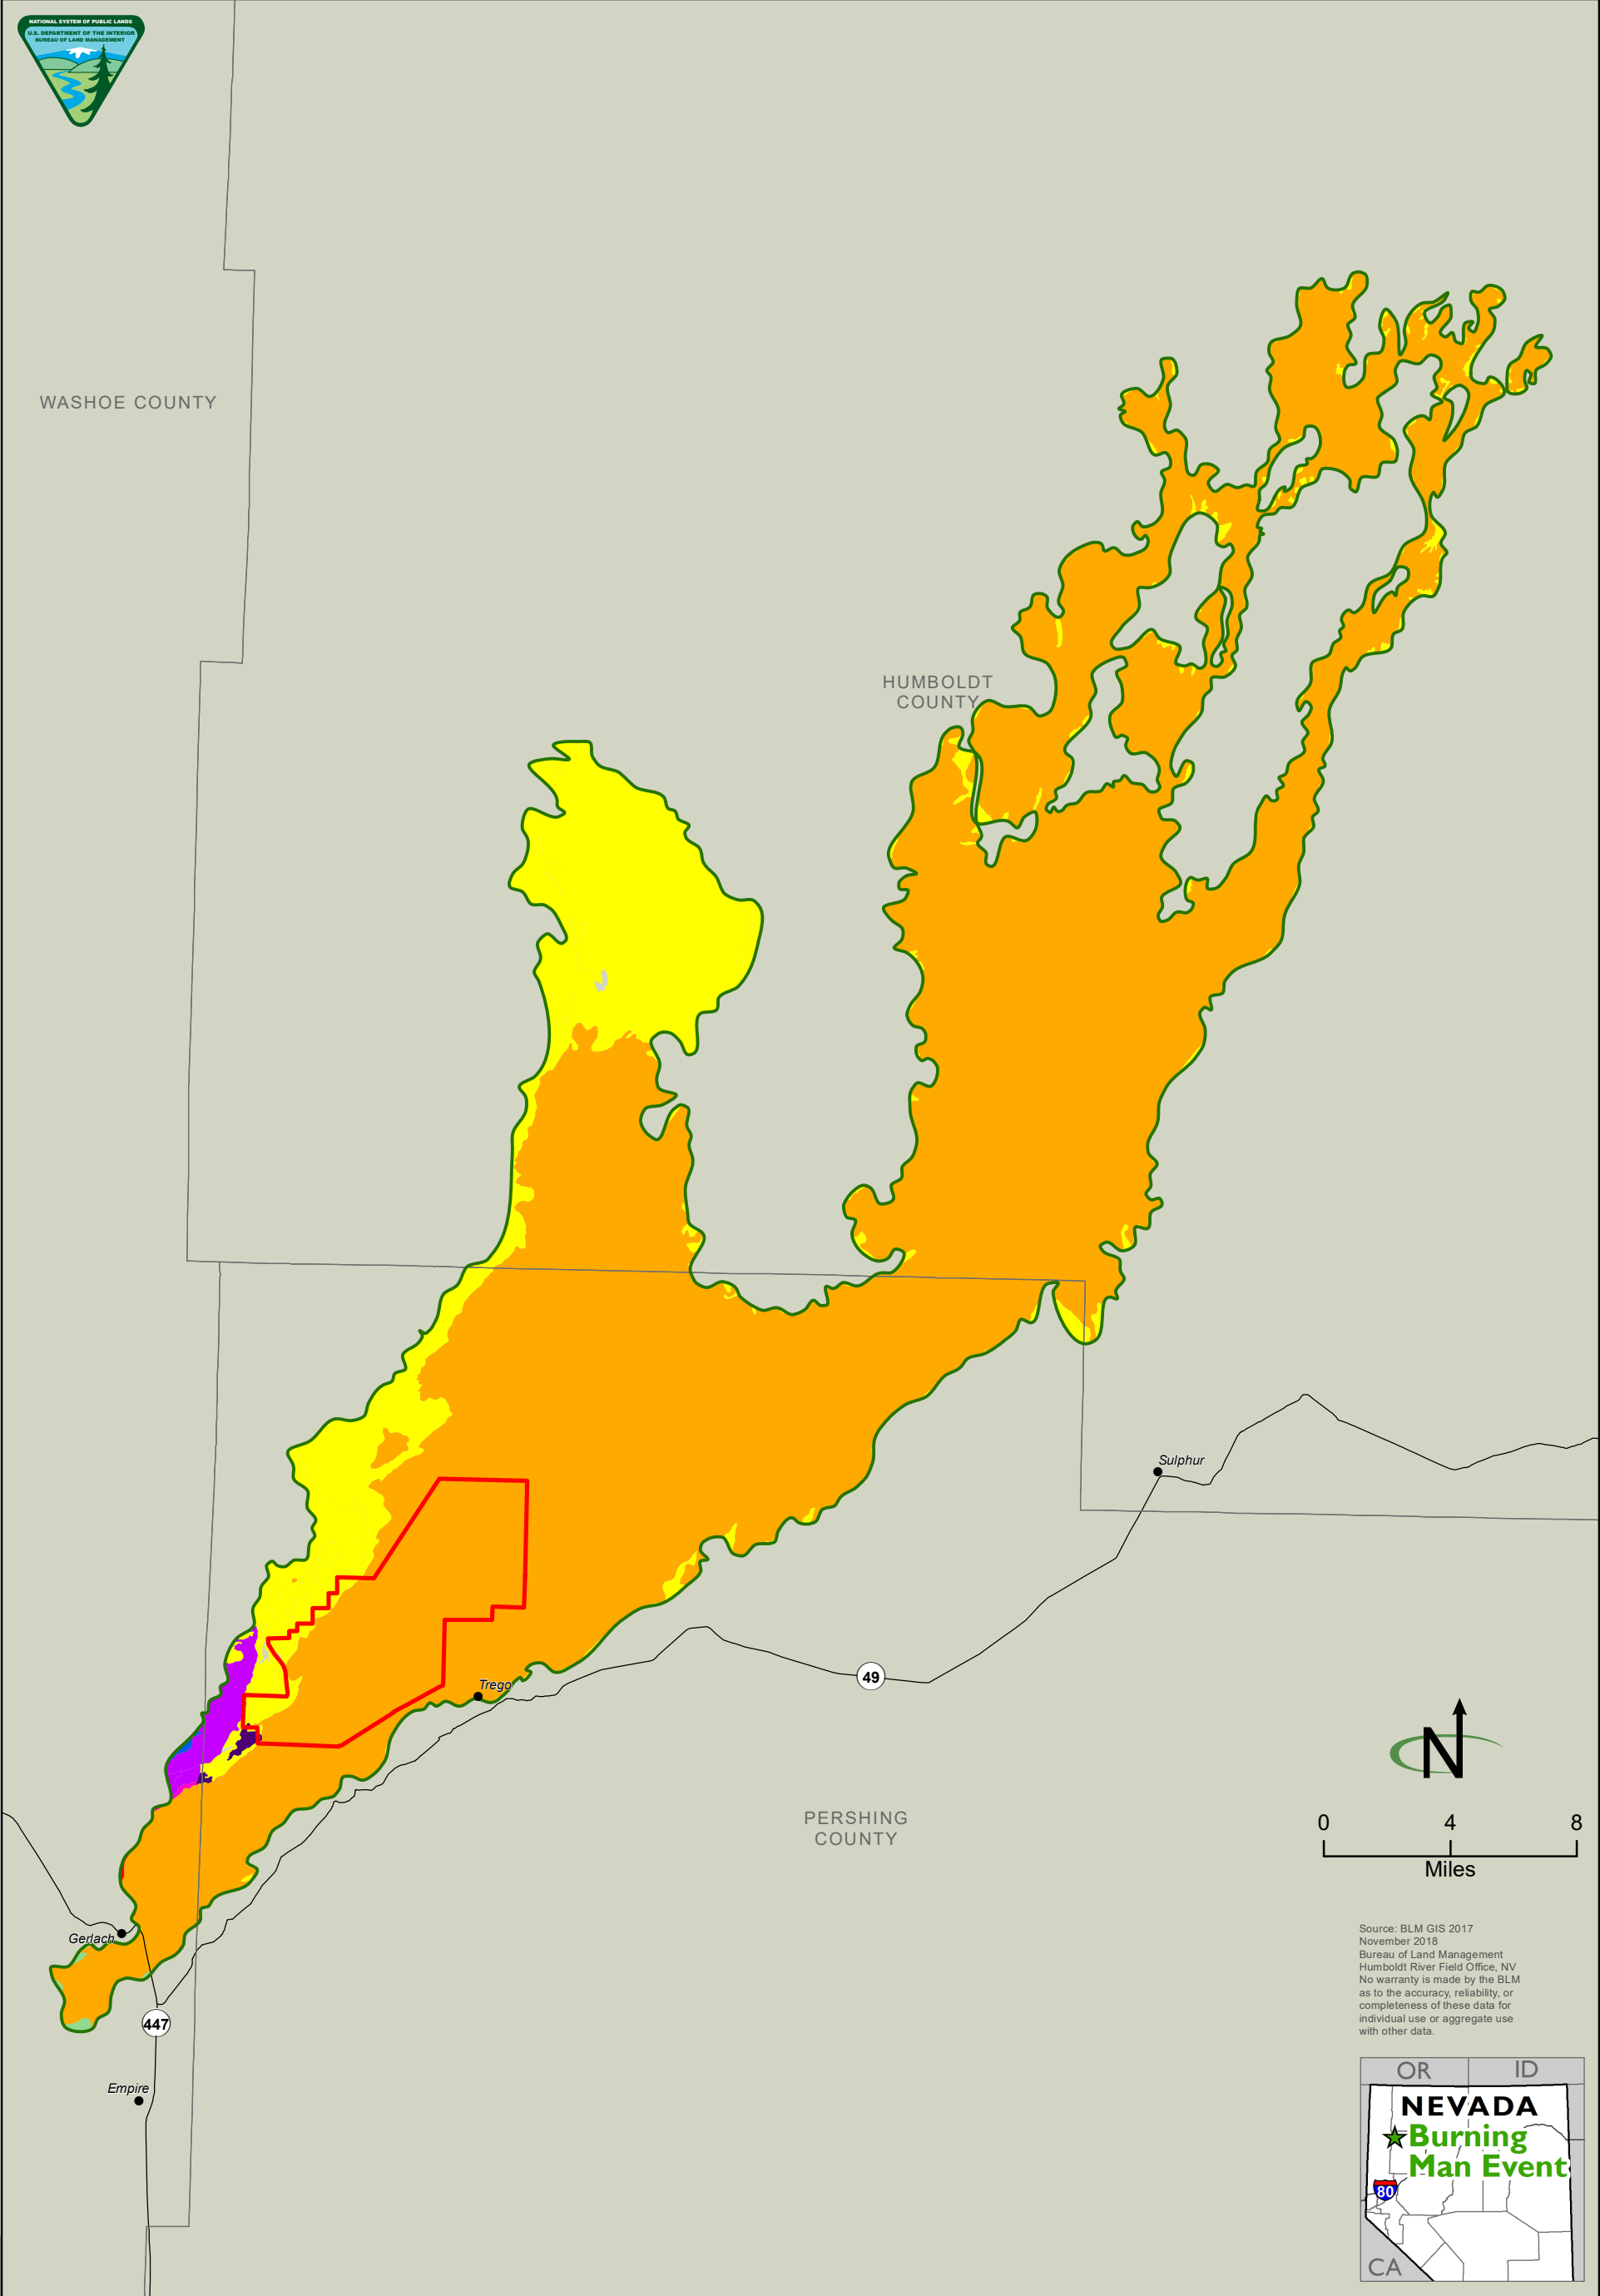 NATIONAL SYSTEM OF PUBLIC LANDS
U.S. DEPARTMENT OF THE INTERIOR
BUREAU OF LAND MANAGEMENT
WASHOE COUNTY
HUMBOLDT
COUNTY
Sulphur
Trego
49
PERSHING
COUNTY
Gerlach
447
Empire
N
0 4 8
Miles
Source: BLM GIS 2017
November 2018
Bureau of Land Management
Humboldt River Field Office, NV
No warranty is made by the BLM
as to the accuracy, reliability, or
completeness of these data for
individual use or aggregate use
with other data.
OR ID
NEVADA
Burning
Man Event
80
CA